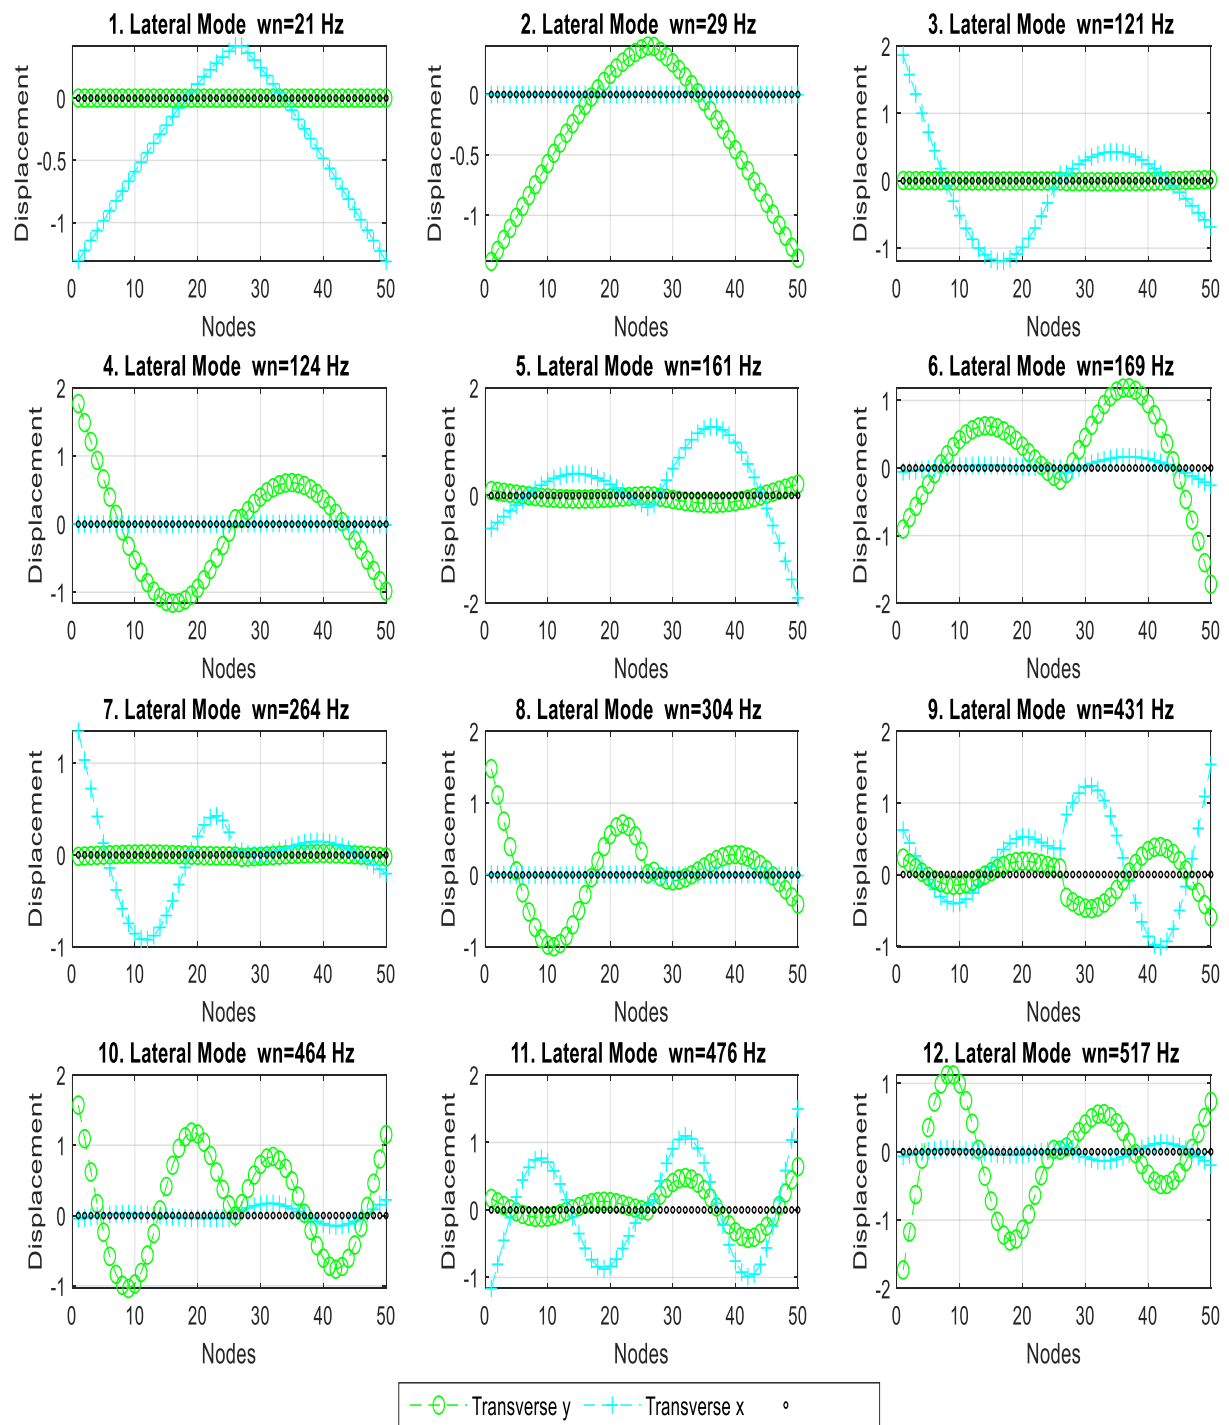 1. Lateral Mode wn=21 Hz
0
-0.5
-1
Displacement
0 10 20 30 40 50
Nodes
2. Lateral Mode wn=29 Hz
0
-0.5
-1
Displacement
0 10 20 30 40 50
Nodes
3. Lateral Mode wn=121 Hz
2
1
0
-1
Displacement
0 10 20 30 40 50
Nodes
4. Lateral Mode wn=124 Hz
2
1
0
-1
Displacement
0 10 20 30 40 50
Nodes
5. Lateral Mode wn=161 Hz
2
0
-2
Displacement
0 10 20 30 40 50
Nodes
6. Lateral Mode wn=169 Hz
1
0
-1
-2
Displacement
0 10 20 30 40 50
Nodes
7. Lateral Mode wn=264 Hz
1
0
-1
Displacement
0 10 20 30 40 50
Nodes
8. Lateral Mode wn=304 Hz
2
1
0
-1
Displacement
0 10 20 30 40 50
Nodes
9. Lateral Mode wn=431 Hz
2
1
0
-1
Displacement
0 10 20 30 40 50
Nodes
10. Lateral Mode wn=464 Hz
2
1
0
-1
Displacement
0 10 20 30 40 50
Nodes
11. Lateral Mode wn=476 Hz
2
1
0
-1
Displacement
0 10 20 30 40 50
Nodes
12. Lateral Mode wn=517 Hz
1
0
-1
-2
Displacement
0 10 20 30 40 50
Nodes
Transverse y Transverse x